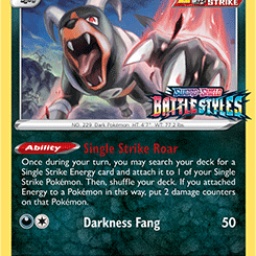 STRIKE
Sword & Shield
BATTLE STYLES
NO. 229 Dark Pokémon HT: 4'7" WT: 77.2 lbs.
Ability Single Strike Roar
Once during your turn, you may search your deck for a
Single Strike Energy card and attach it to 1 of your Single
Strike Pokémon. Then, shuffle your deck. If you attached
Energy to a Pokémon in this way, put 2 damage counters
on that Pokémon.
Darkness Fang 50